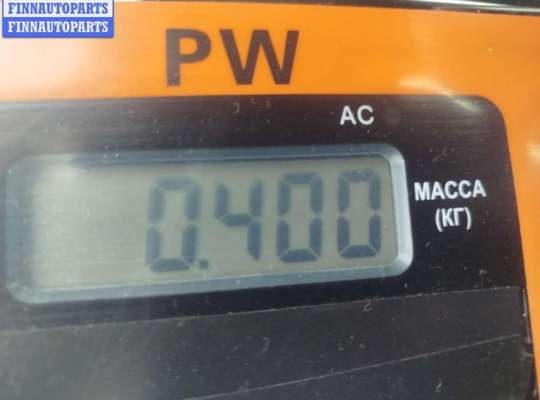 FINNAUTOPARTS
FINNAUTOPARTS
PW
AC
0.400
МАССА
(КГ)